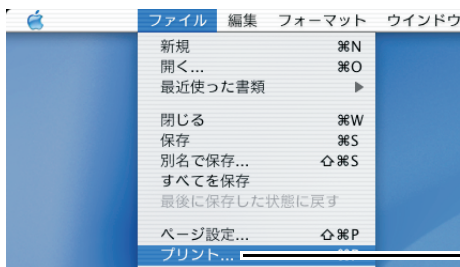 ファイル 編集 フォーマット ウインドウ
新規 ⌘N
開く... ⌘O
最近使った書類 ▶
閉じる ⌘W
保存 ⌘S
別名で保存... ⇧⌘S
すべてを保存
最後に保存した状態に戻す
ページ設定... ⇧⌘P
プリント...